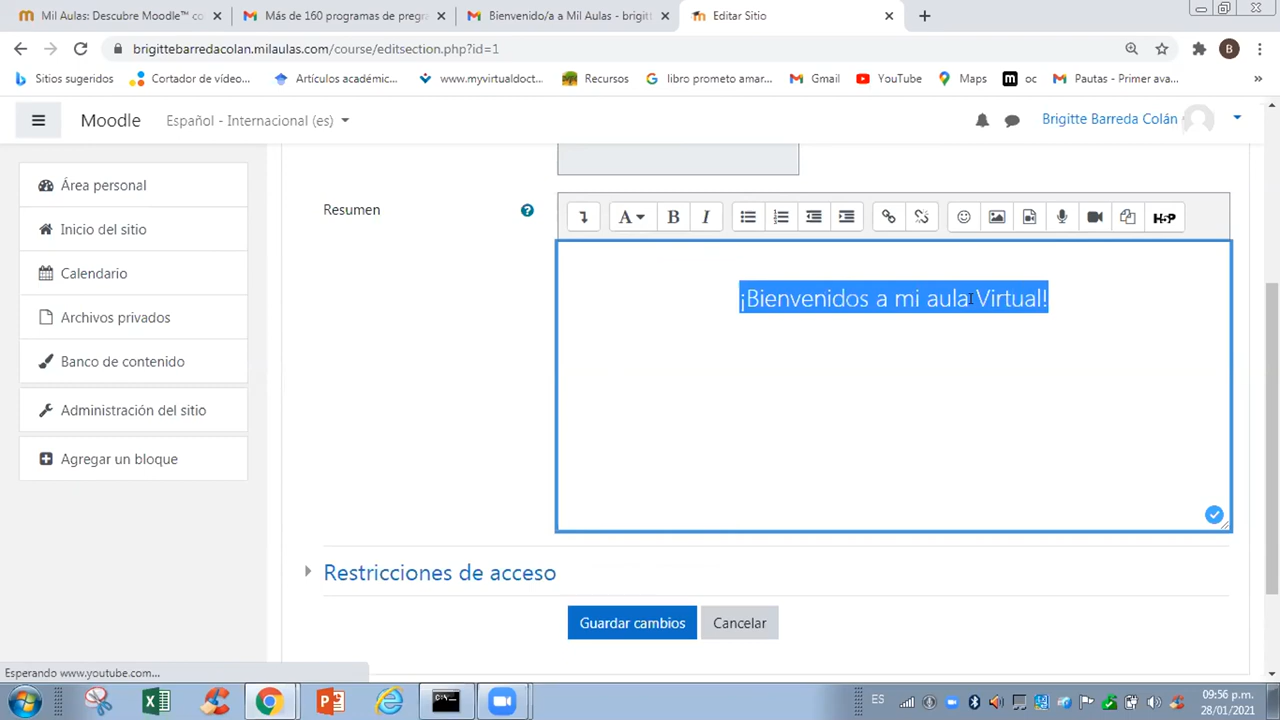 Mil Aulas: Descubre Moodle™ co
Más de 160 programas de pregr
Bienvenido/a a Mil Aulas - brigitt
Editar Sitio
brigittebarredacolan.milaulas.com/course/editsection.php?id=1
B
Sitios sugeridos
Cortador de vídeo...
Artículos académic...
www.myvirtualdoct...
Recursos
libro prometo amar...
Gmail
YouTube
Maps
oc
Pautas - Primer ava...
»
Moodle
Español - Internacional (es)
Brigitte Barreda Colán
Área personal
Inicio del sitio
Calendario
Archivos privados
Banco de contenido
Administración del sitio
Agregar un bloque
Resumen
A B I H-P
¡Bienvenidos a mi aula Virtual!
Restricciones de acceso
Guardar cambios
Cancelar
Esperando www.youtube.com...
ES
09:56 p.m.
28/01/2021